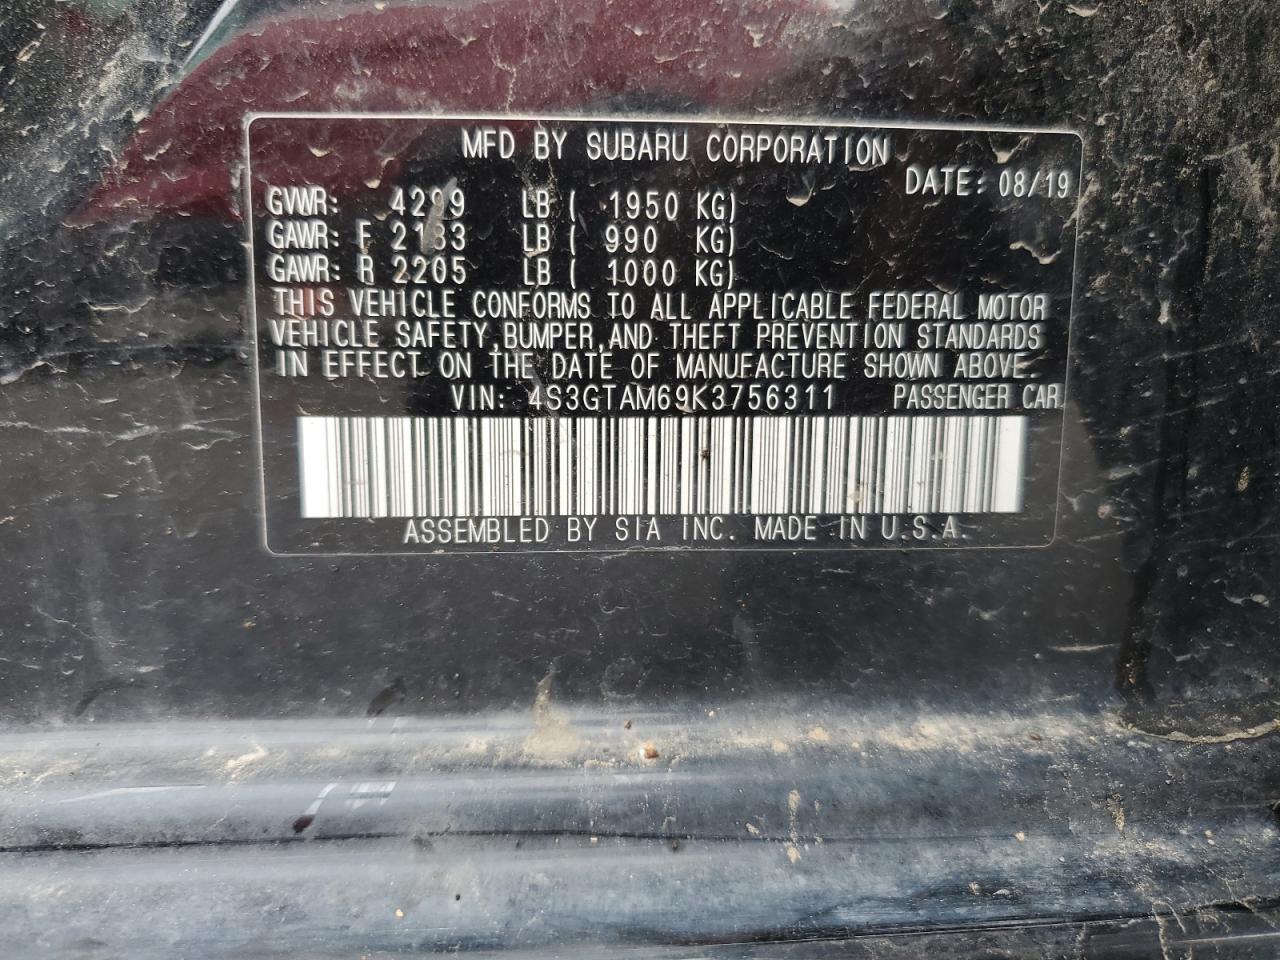 MFD BY SUBARU CORPORATION
DATE: 08/19
GVWR: 4299 LB ( 1950 KG)
GAWR: F 2183 LB ( 990 KG)
GAWR: R 2205 LB ( 1000 KG)
THIS VEHICLE CONFORMS TO ALL APPLICABLE FEDERAL MOTOR
VEHICLE SAFETY,BUMPER,AND THEFT PREVENTION STANDARDS
IN EFFECT ON THE DATE OF MANUFACTURE SHOWN ABOVE.
VIN: 4S3GTAM69K3756311 PASSENGER CAR
ASSEMBLED BY SIA INC. MADE IN U.S.A.